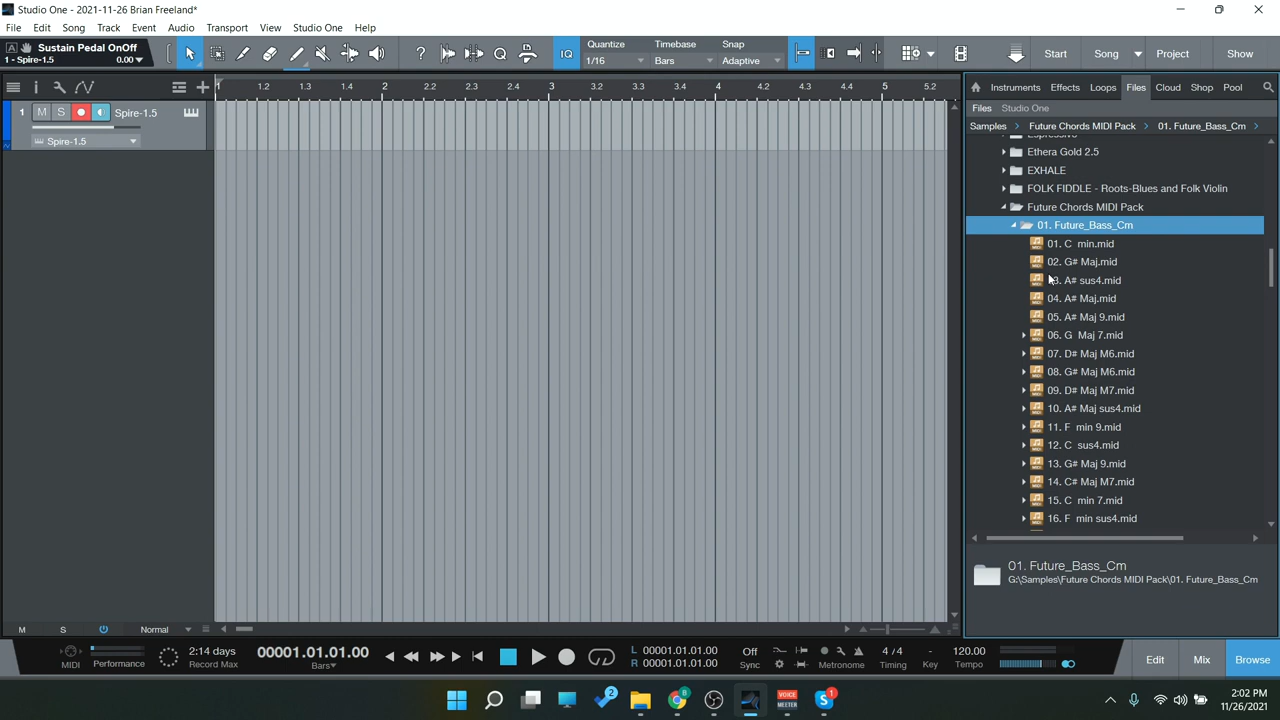 Studio One - 2021-11-26 Brian Freeland*
File Edit Song Track Event Audio Transport View Studio One Help
A Sustain Pedal OnOff
1 - Spire-1.5 0.00
IQ
Quantize
1/16
Timebase
Bars
Snap
Adaptive
Start Song Project Show
1 1.2 1.3 1.4 2 2.2 2.3 2.4 3 3.2 3.3 3.4 4 4.2 4.3 4.4 5 5.2
1 M S Spire-1.5
Spire-1.5
Instruments Effects Loops Files Cloud Shop Pool
Files Studio One
Samples Future Chords MIDI Pack 01. Future_Bass_Cm
Ethera Gold 2.5
EXHALE
FOLK FIDDLE - Roots-Blues and Folk Violin
Future Chords MIDI Pack
01. Future_Bass_Cm
01. C min.mid
02. G# Maj.mid
03. A# sus4.mid
04. A# Maj.mid
05. A# Maj 9.mid
06. G Maj 7.mid
07. D# Maj M6.mid
08. G# Maj M6.mid
09. D# Maj M7.mid
10. A# Maj sus4.mid
11. F min 9.mid
12. C sus4.mid
13. G# Maj 9.mid
14. C# Maj M7.mid
15. C min 7.mid
16. F min sus4.mid
01. Future_Bass_Cm
G:\Samples\Future Chords MIDI Pack\01. Future_Bass_Cm
M S Normal
MIDI
Performance
2:14 days
Record Max
00001.01.01.00
Bars
L 00001.01.01.00
R 00001.01.01.00
Off
Sync
Metronome
4 / 4
Timing
-
Key
120.00
Tempo
Edit Mix Browse
2
VOICE
MEETER
1
2:02 PM
11/26/2021